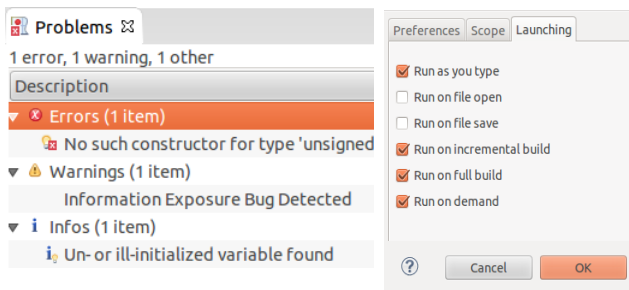 Problems
1 error, 1 warning, 1 other
Description
Errors (1 item)
No such constructor for type 'unsigned
Warnings (1 item)
Information Exposure Bug Detected
Infos (1 item)
Un- or ill-initialized variable found
Preferences Scope Launching
Run as you type
Run on file open
Run on file save
Run on incremental build
Run on full build
Run on demand
Cancel OK